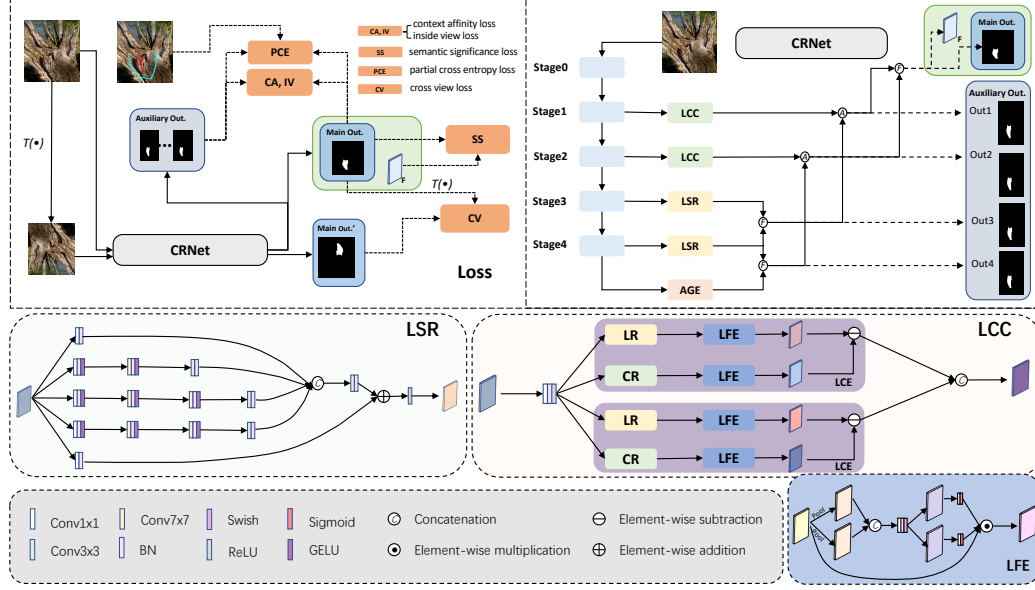 T(•)
PCE
CA, IV
Auxiliary Out.
Main Out.
F
SS
T(•)
CV
Main Out.'
CRNet
Loss
CA, IV
context affinity loss
inside view loss
SS
semantic significance loss
PCE
partial cross entropy loss
CV
cross view loss
CRNet
F
Main Out.
Stage0
Stage1
LCC
A
Stage2
LCC
A
Stage3
LSR
F
Stage4
LSR
F
AGE
F
Auxiliary Out.
Out1
Out2
Out3
Out4
LSR
C
LCC
LR
LFE
CR
LFE
LCE
LR
LFE
CR
LFE
LCE
C
Conv1x1
Conv7x7
Swish
Sigmoid
Concatenation
Element-wise subtraction
Conv3x3
BN
ReLU
GELU
Element-wise multiplication
Element-wise addition
C
Pool
Pool
C
LFE